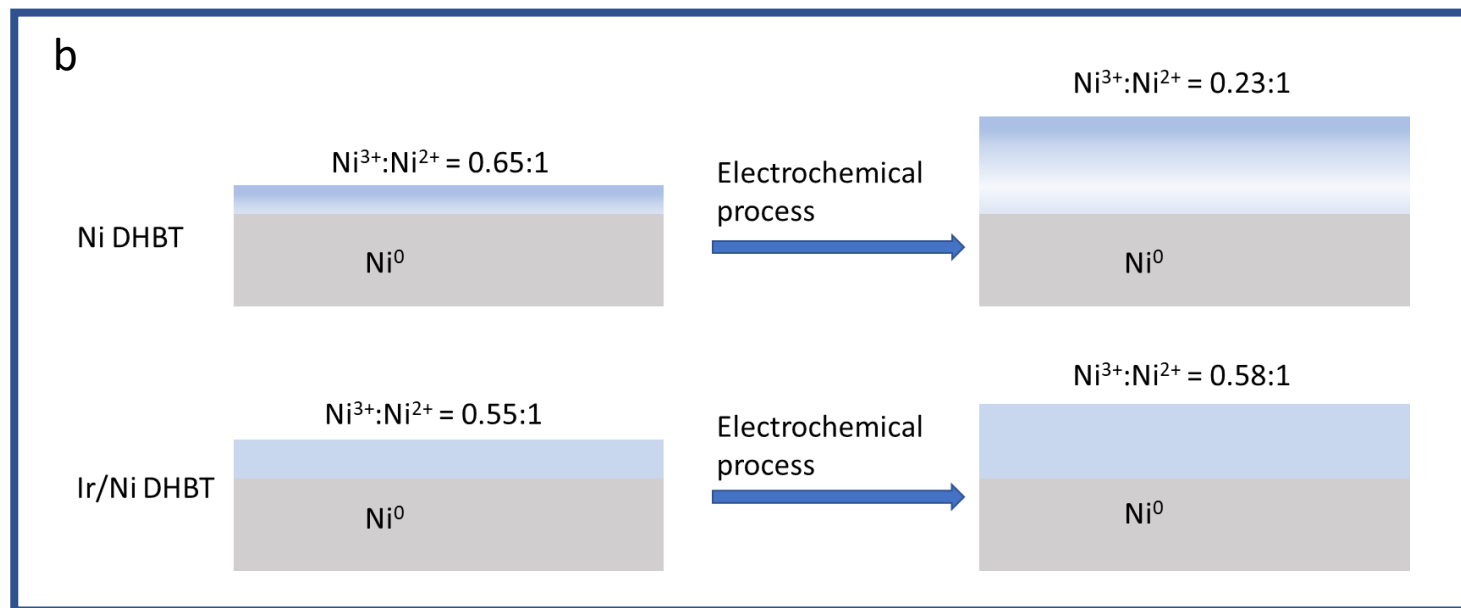 b
Ni³⁺:Ni²⁺ = 0.23:1
Ni³⁺:Ni²⁺ = 0.65:1
Electrochemical
process
Ni DHBT
Ni⁰
Ni⁰
Ni³⁺:Ni²⁺ = 0.58:1
Ni³⁺:Ni²⁺ = 0.55:1
Electrochemical
process
Ir/Ni DHBT
Ni⁰
Ni⁰